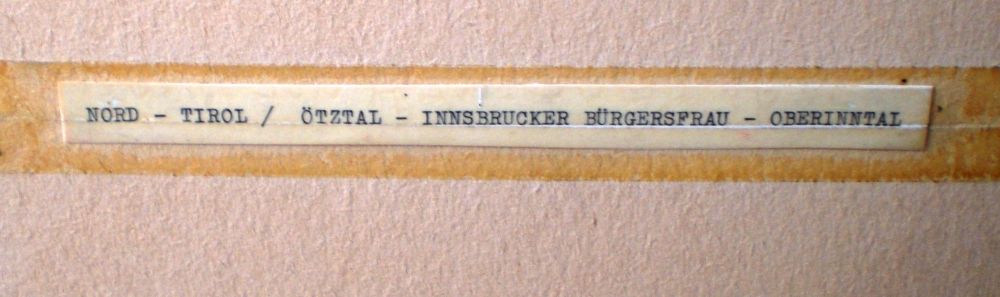 NORD - TIROL / ÖTZTAL - INNSBRUCKER BÜRGERSFRAU - OBERINNTAL